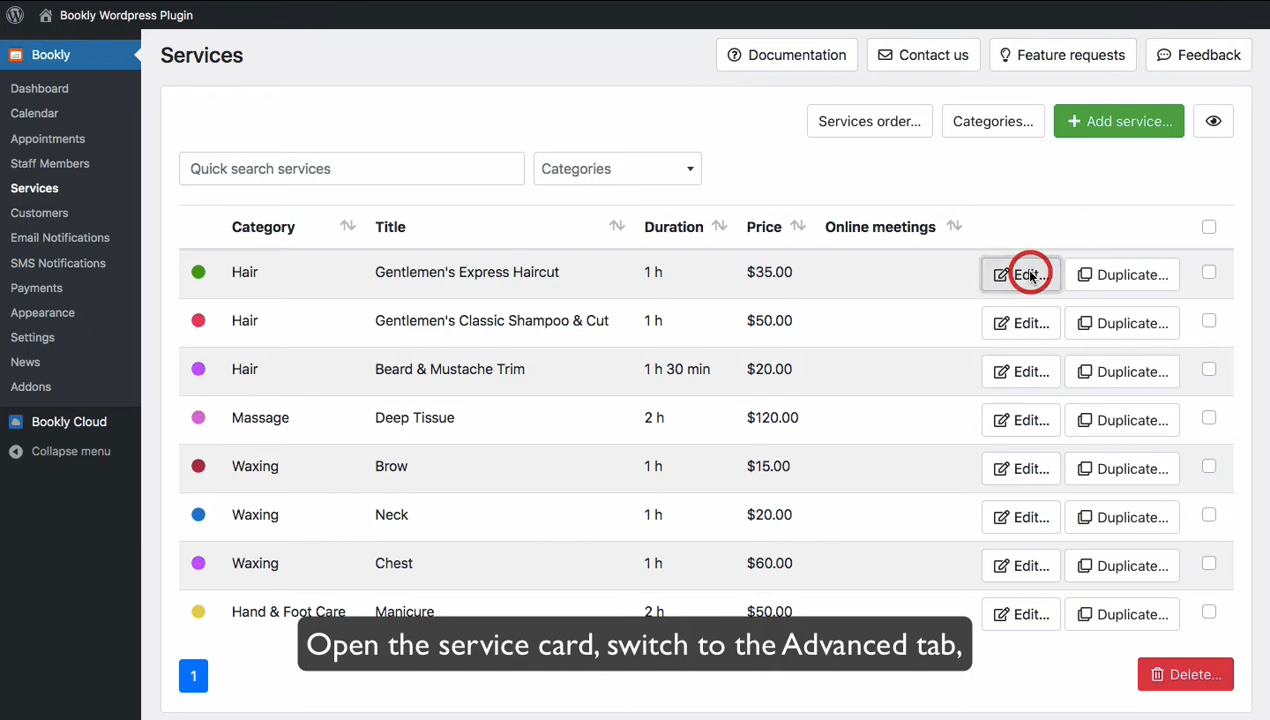 Bookly Wordpress Plugin
Bookly
Dashboard
Calendar
Appointments
Staff Members
Services
Customers
Email Notifications
SMS Notifications
Payments
Appearance
Settings
News
Addons
Bookly Cloud
Collapse menu
Services
Documentation
Contact us
Feature requests
Feedback
Services order...
Categories...
+ Add service...
Quick search services
Categories
Category Title Duration Price Online meetings
Hair Gentlemen's Express Haircut 1 h $35.00 Edit... Duplicate...
Hair Gentlemen's Classic Shampoo & Cut 1 h $50.00 Edit... Duplicate...
Hair Beard & Mustache Trim 1 h 30 min $20.00 Edit... Duplicate...
Massage Deep Tissue 2 h $120.00 Edit... Duplicate...
Waxing Brow 1 h $15.00 Edit... Duplicate...
Waxing Neck 1 h $20.00 Edit... Duplicate...
Waxing Chest 1 h $60.00 Edit... Duplicate...
Hand & Foot Care Manicure 2 h $50.00 Edit... Duplicate...
Open the service card, switch to the Advanced tab,
1
Delete...